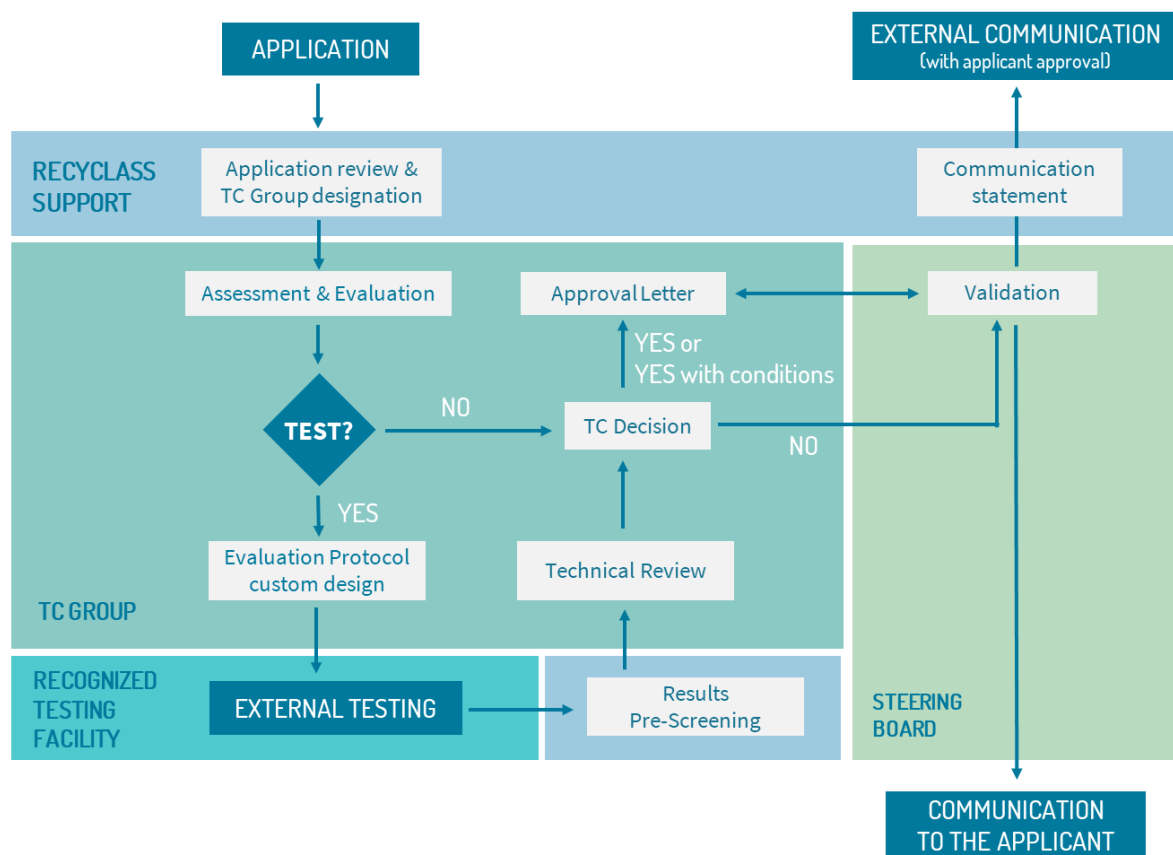 APPLICATION
EXTERNAL COMMUNICATION
(with applicant approval)
RECYCLASS
SUPPORT
Application review &
TC Group designation
Communication
statement
Assessment & Evaluation
Approval Letter
Validation
YES or
YES with conditions
TEST?
NO
TC Decision
NO
YES
Evaluation Protocol
custom design
Technical Review
TC GROUP
RECOGNIZED
TESTING
FACILITY
EXTERNAL TESTING
Results
Pre-Screening
STEERING
BOARD
COMMUNICATION
TO THE APPLICANT